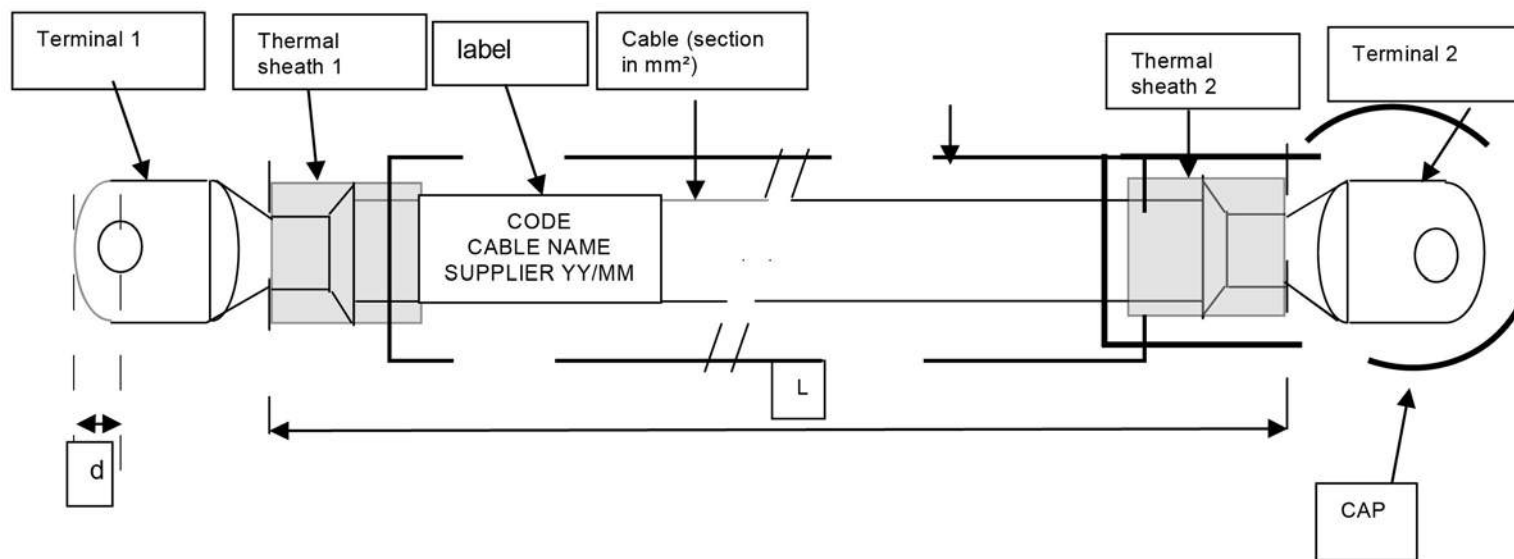 Terminal 1
Thermal
sheath 1
label
Cable (section
in mm²)
Thermal
sheath 2
Terminal 2
CODE
CABLE NAME
SUPPLIER YY/MM
L
d
CAP